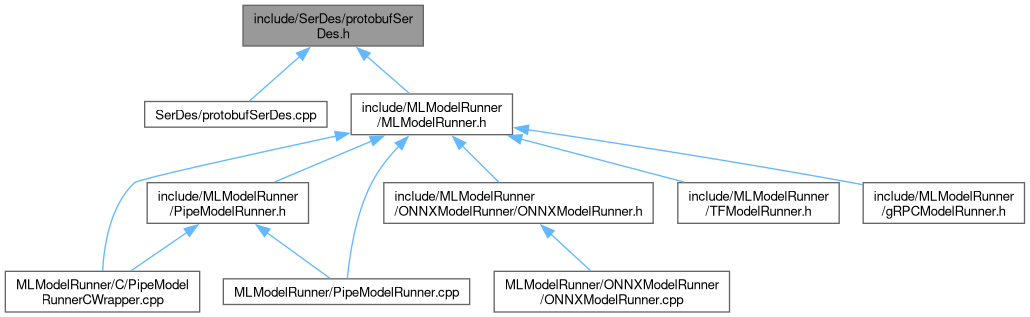 include/SerDes/protobufSer
Des.h
SerDes/protobufSerDes.cpp
include/MLModelRunner
/MLModelRunner.h
include/MLModelRunner
/PipeModelRunner.h
include/MLModelRunner
/ONNXModelRunner/ONNXModelRunner.h
include/MLModelRunner
/TFModelRunner.h
include/MLModelRunner
/gRPCModelRunner.h
MLModelRunner/C/PipeModel
RunnerCWrapper.cpp
MLModelRunner/PipeModelRunner.cpp
MLModelRunner/ONNXModelRunner
/ONNXModelRunner.cpp